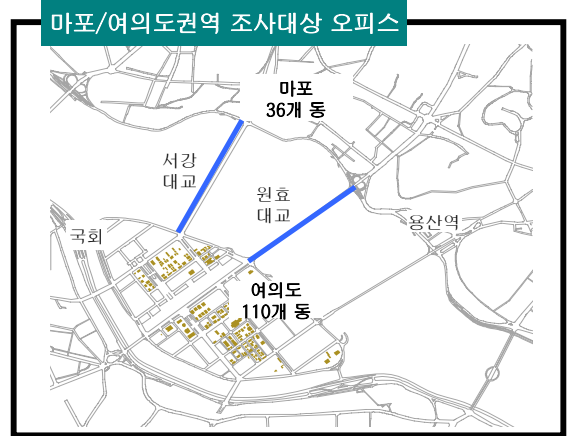 마포/여의도권역 조사대상 오피스
마포
36개 동
서강
대교
원효
대교
용산역
국회
여의도
110개 동